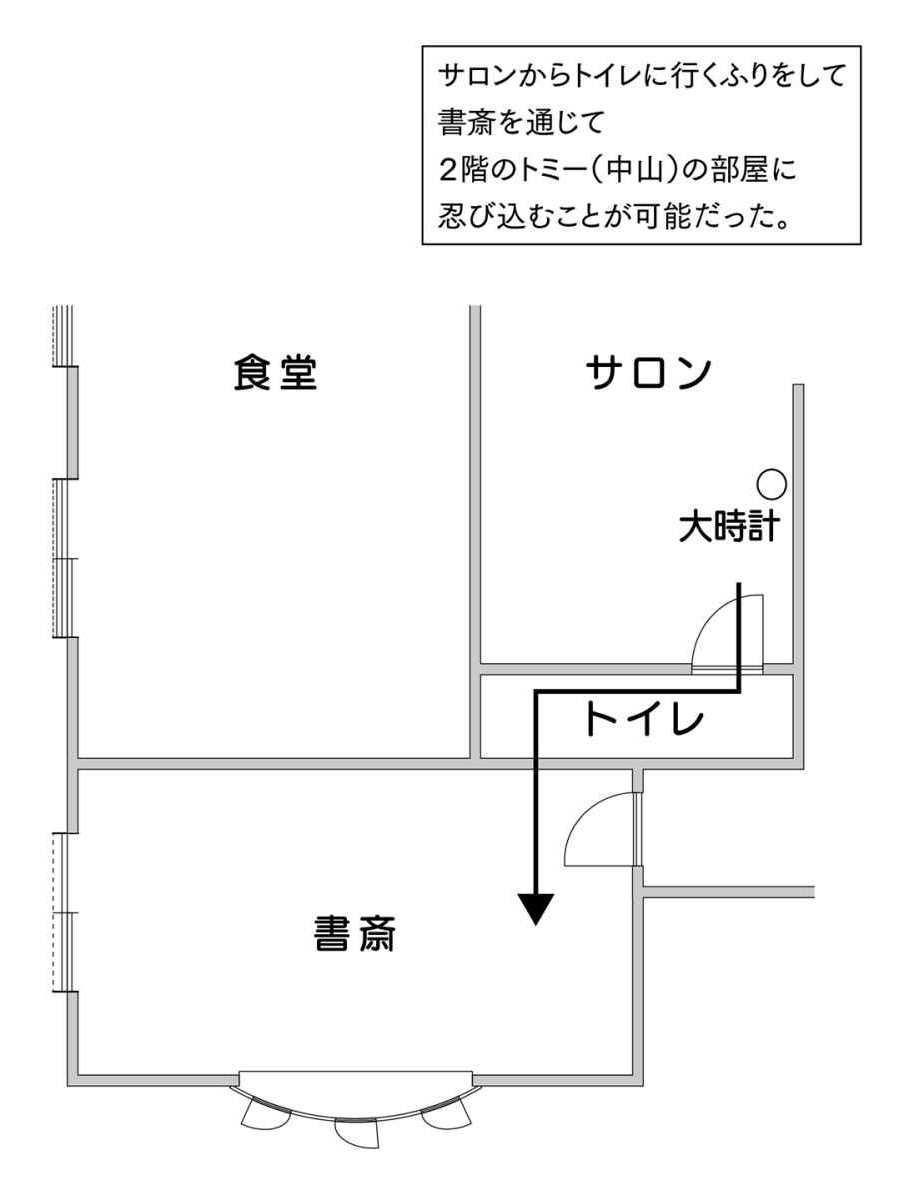 サロンからトイレに行くふりをして
書斎を通じて
2階のトミー(中山)の部屋に
忍び込むことが可能だった。
食堂
サロン
大時計
トイレ
書斎